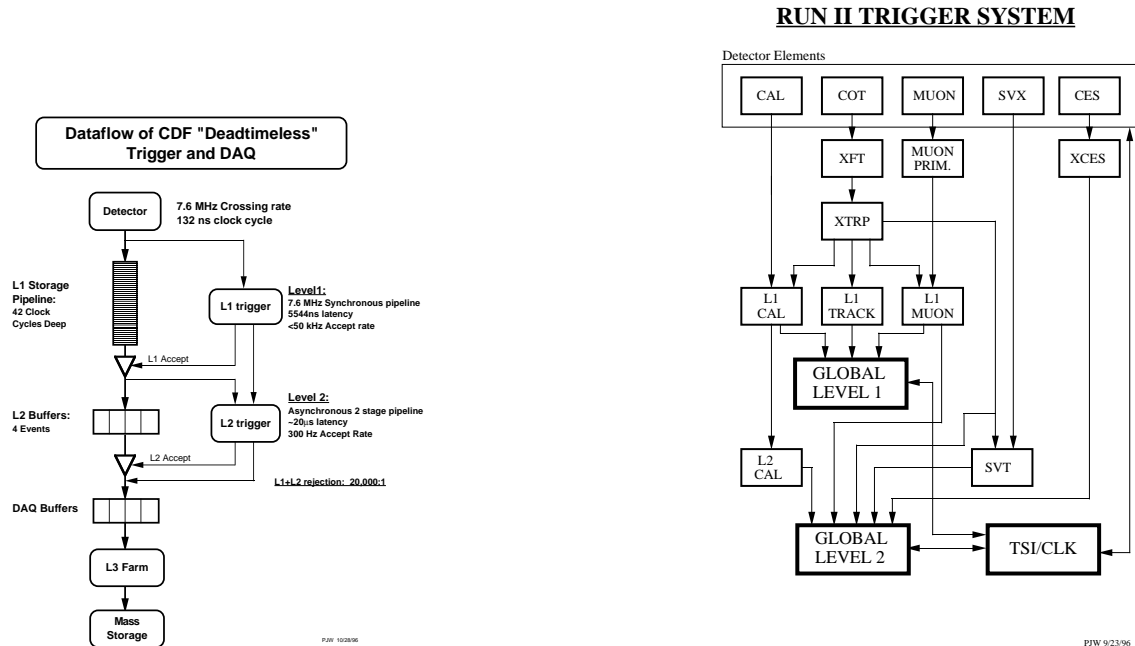 Dataflow of CDF "Deadtimeless"
Trigger and DAQ
Detector
7.6 MHz Crossing rate
132 ns clock cycle
L1 Storage
Pipeline:
42 Clock
Cycles Deep
L1 trigger
Level1:
7.6 MHz Synchronous pipeline
5544ns latency
<50 kHz Accept rate
L1 Accept
L2 Buffers:
4 Events
L2 trigger
Level 2:
Asynchronous 2 stage pipeline
~20µs latency
300 Hz Accept Rate
L2 Accept
L1+L2 rejection: 20,000:1
DAQ Buffers
L3 Farm
Mass
Storage
PJW 10/28/96
RUN II TRIGGER SYSTEM
Detector Elements
CAL
COT
MUON
SVX
CES
XFT
MUON
PRIM.
XCES
XTRP
L1
CAL
L1
TRACK
L1
MUON
GLOBAL
LEVEL 1
L2
CAL
SVT
GLOBAL
LEVEL 2
TSI/CLK
PJW 9/23/96